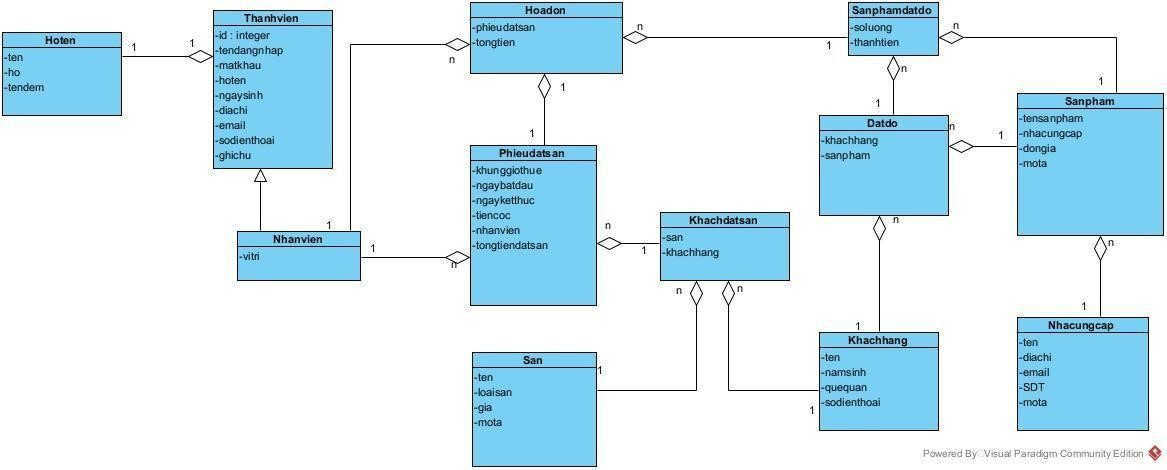 Hoten
-ten
-ho
-tendem
Thanhvien
-id : integer
-tendangnhap
-matkhau
-hoten
-ngaysinh
-diachi
-email
-sodienthoai
-ghichu
1
1
Nhanvien
-vitri
1
n
1
n
Hoadon
-phieudatsan
-tongtien
1
1
n
1
Phieudatsan
-khunggiothue
-ngaybatdau
-ngayketthuc
-tiencoc
-nhanvien
-tongtiendatsan
n
1
Khachdatsan
-san
-khachhang
n
n
San
-ten
-loaisan
-gia
-mota
1
1
Sanphamdatdo
-soluong
-thanhtien
n
1
n
1
Datdo
-khachhang
-sanpham
n
1
n
1
Sanpham
-tensanpham
-nhacungcap
-dongia
-mota
n
1
Khachhang
-ten
-namsinh
-quequan
-sodienthoai
Nhacungcap
-ten
-diachi
-email
-SDT
-mota
Powered By Visual Paradigm Community Edition